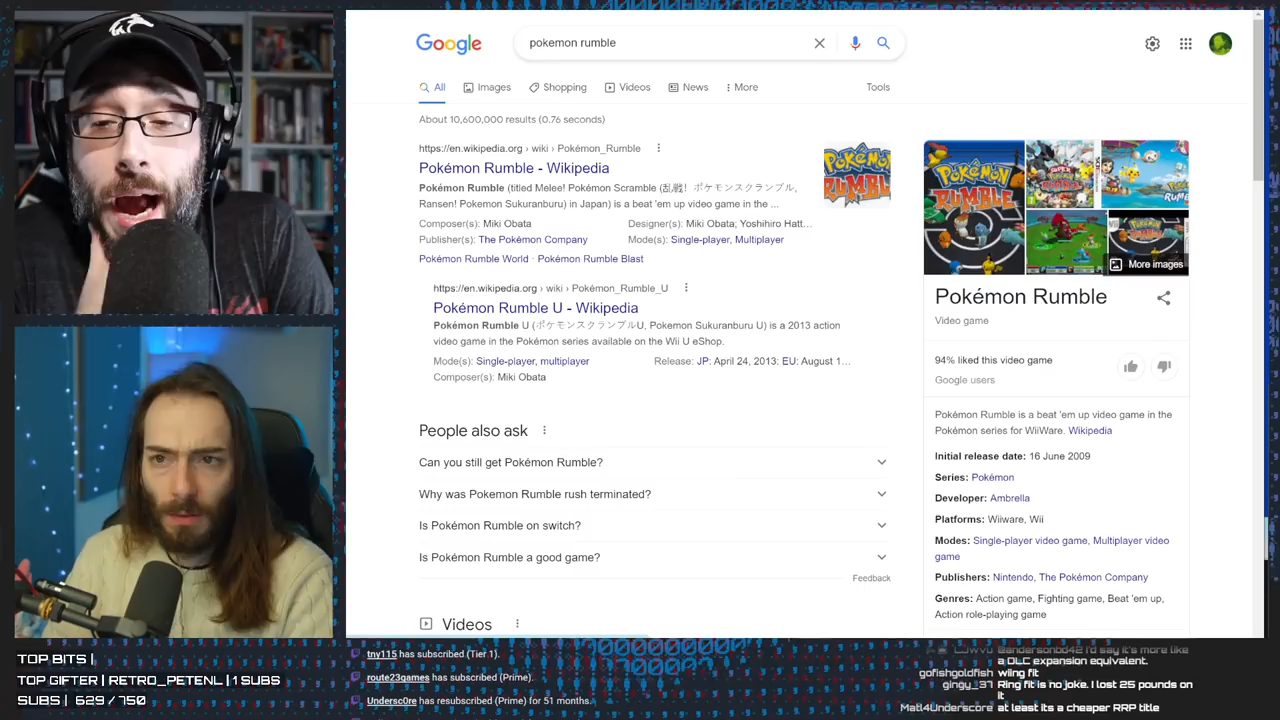 Google
pokemon rumble
All
Images
Shopping
Videos
News
More
Tools
About 10,600,000 results (0.76 seconds)
https://en.wikipedia.org › wiki › Pokémon_Rumble
Pokémon Rumble - Wikipedia
Pokémon Rumble (titled Melee! Pokémon Scramble (乱戦! ポケモンスクランブル,
Ransen! Pokemon Sukuranburu) in Japan) is a beat 'em up video game in the ...
Composer(s): Miki Obata
Designer(s): Miki Obata; Yoshihiro Hatt...
Publisher(s): The Pokémon Company
Mode(s): Single-player, Multiplayer
Pokémon Rumble World · Pokémon Rumble Blast
https://en.wikipedia.org › wiki › Pokémon_Rumble_U
Pokémon Rumble U - Wikipedia
Pokémon Rumble U (ポケモンスクランブルU, Pokemon Sukuranburu U) is a 2013 action
video game in the Pokémon series available on the Wii U eShop.
Mode(s): Single-player, multiplayer
Release: JP: April 24, 2013: EU: August 1...
Composer(s): Miki Obata
People also ask
Can you still get Pokémon Rumble?
Why was Pokemon Rumble rush terminated?
Is Pokémon Rumble on switch?
Is Pokémon Rumble a good game?
Feedback
Videos
POKÉMON
RUMBLE
More images
Pokémon Rumble
Video game
94% liked this video game
Google users
Pokémon Rumble is a beat 'em up video game in the
Pokémon series for WiiWare. Wikipedia
Initial release date: 16 June 2009
Series: Pokémon
Developer: Ambrella
Platforms: Wiiware, Wii
Modes: Single-player video game, Multiplayer video
game
Publishers: Nintendo, The Pokémon Company
Genres: Action game, Fighting game, Beat 'em up,
Action role-playing game
TOP BITS |
TOP GIFTER | RETRO_PETENL | 1 SUBS
SUBS | 629 / 750
tny115 has subscribed (Tier 1).
route23games has subscribed (Prime).
Undersc0re has resubscribed (Prime) for 51 months.
@andersonbo42 I'd say it's more like
a DLC expansion equivalent.
gofishgoldfish wiing fit
gingy_37 Ring fit is no joke. I lost 25 pounds on
it
Matt4Underscore at least its a cheaper RRP title